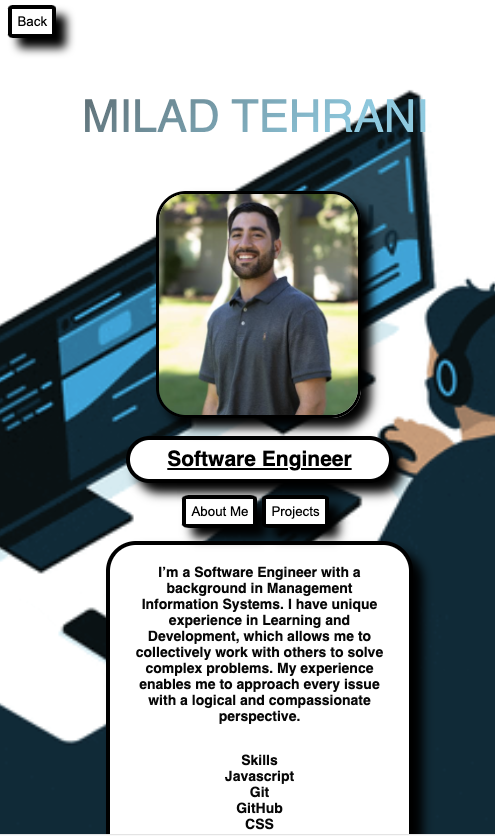 Back
MILAD TEHRANI
Software Engineer
About Me Projects
I'm a Software Engineer with a
background in Management
Information Systems. I have unique
experience in Learning and
Development, which allows me to
collectively work with others to solve
complex problems. My experience
enables me to approach every issue
with a logical and compassionate
perspective.
Skills
Javascript
Git
GitHub
CSS